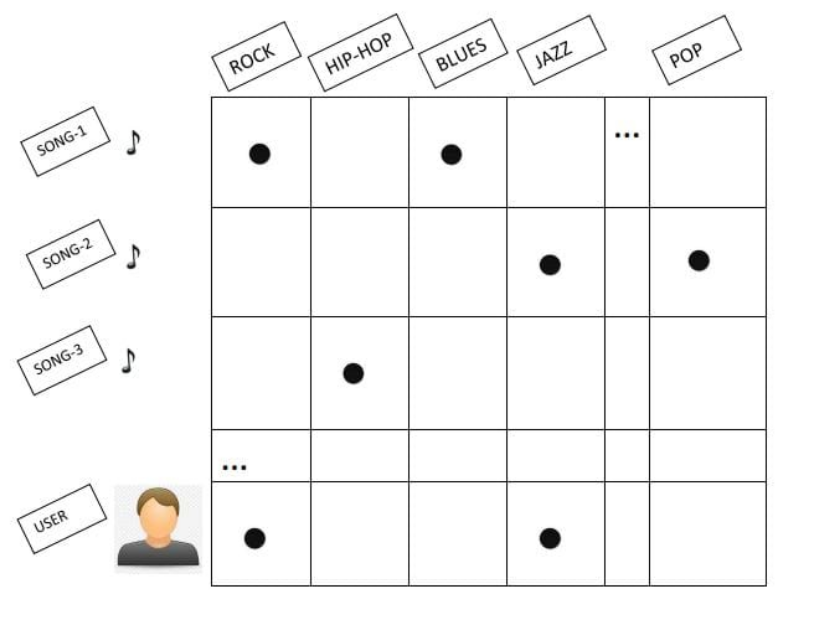 ROCK
HIP-HOP
BLUES
JAZZ
POP
SONG-1
...
SONG-2
SONG-3
...
USER